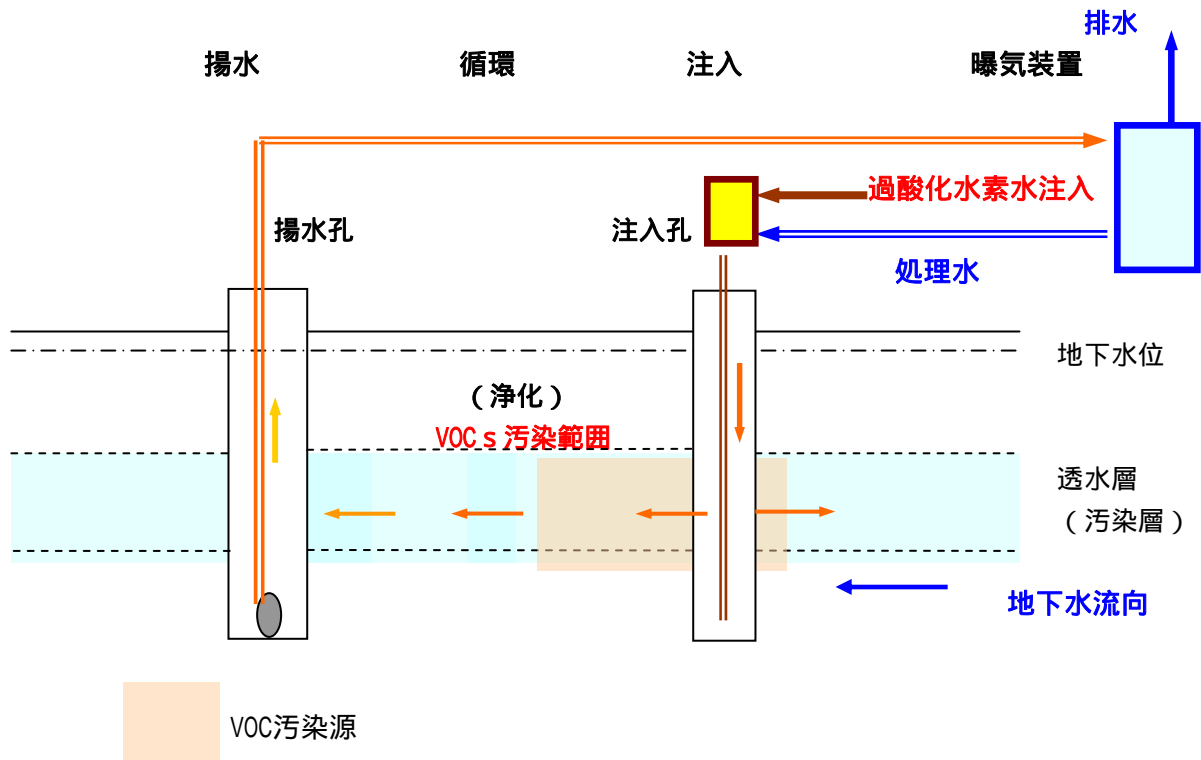 排水
揚水 循環 注入 曝気装置
過酸化水素水注入
揚水孔 注入孔
処理水
地下水位
（浄化）
VOCｓ汚染範囲
透水層
（汚染層）
地下水流向
VOC汚染源